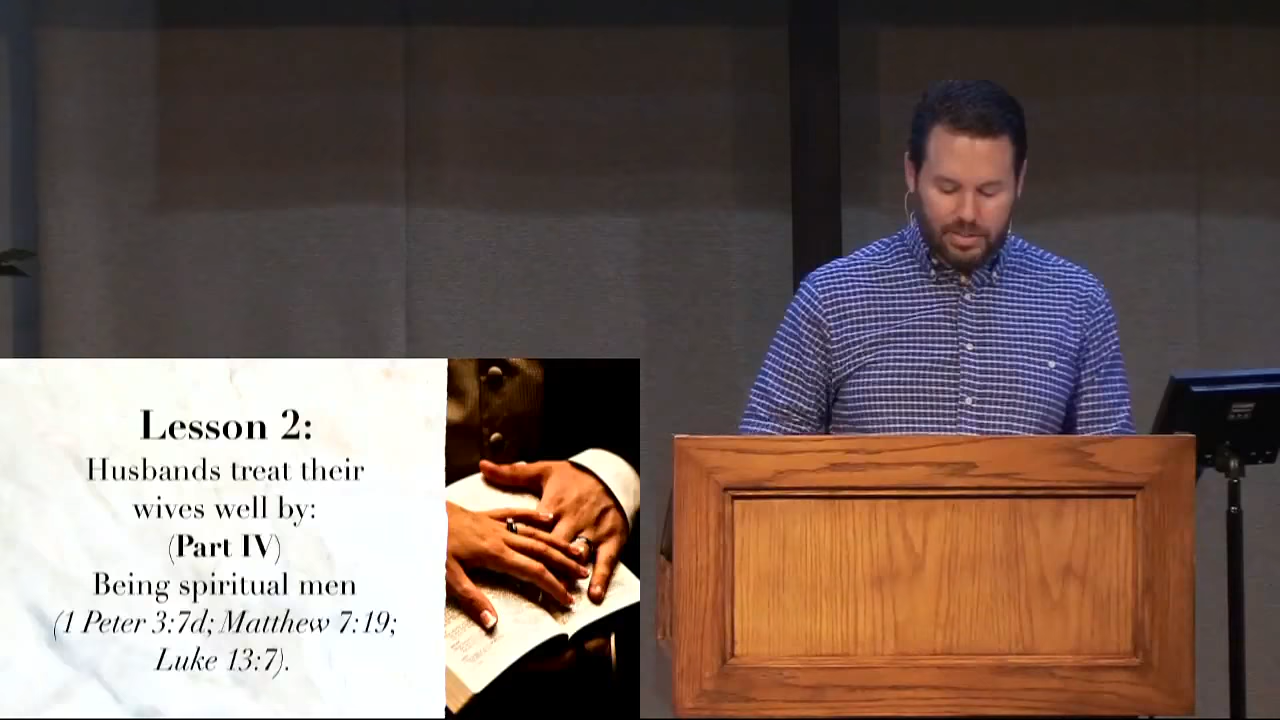 Lesson 2:
Husbands treat their
wives well by:
(Part IV)
Being spiritual men
(1 Peter 3:7d; Matthew 7:19;
Luke 13:7).